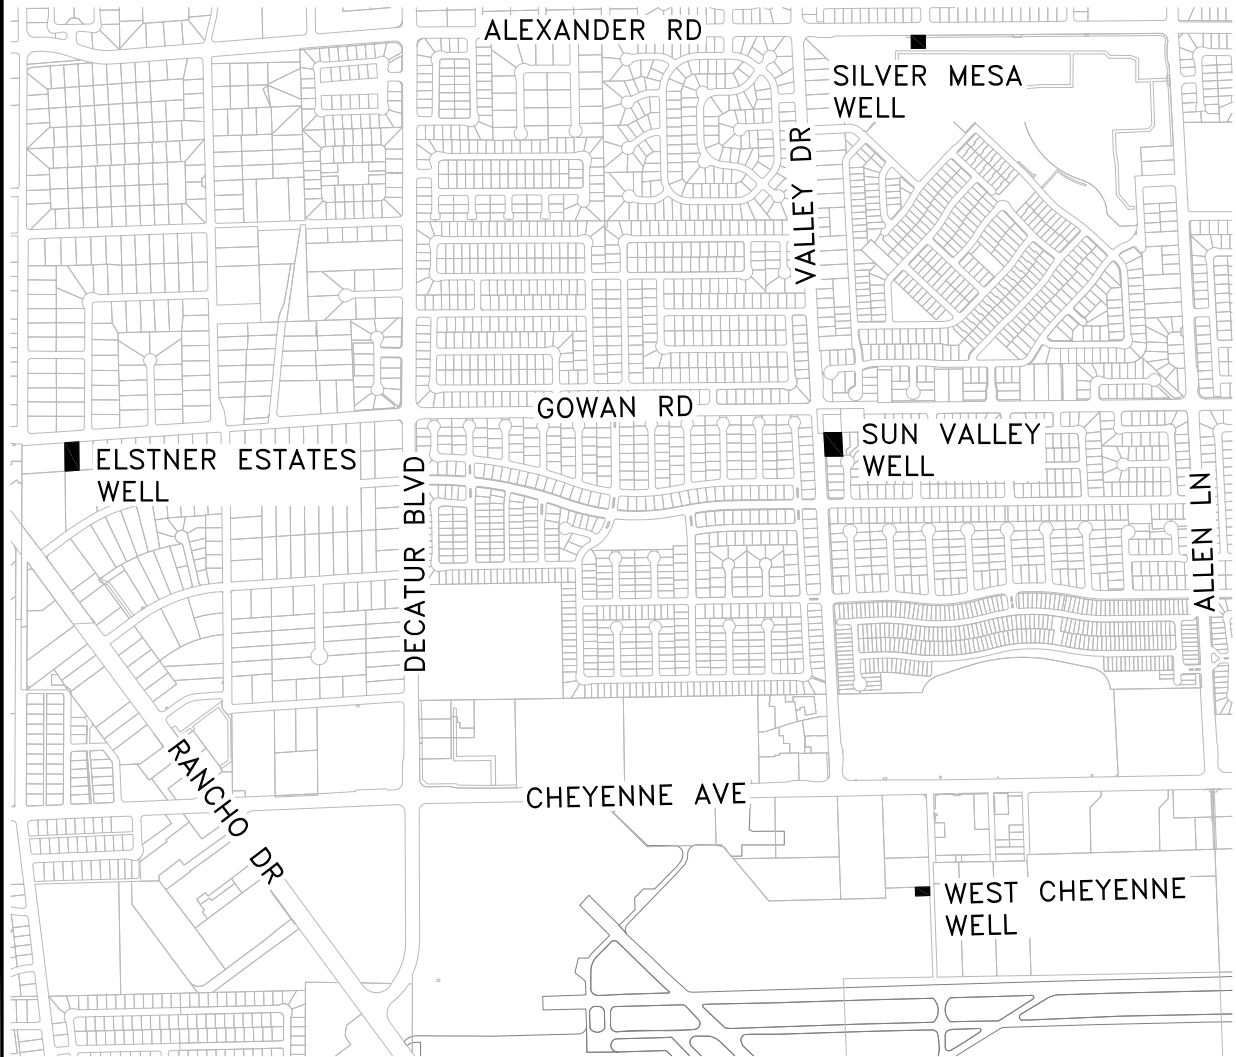 ALEXANDER RD
SILVER MESA
WELL
VALLEY DR
GOWAN RD
SUN VALLEY
WELL
ELSTNER ESTATES
WELL
DECATUR BLVD
ALLEN LN
RANCHO DR
CHEYENNE AVE
WEST CHEYENNE
WELL